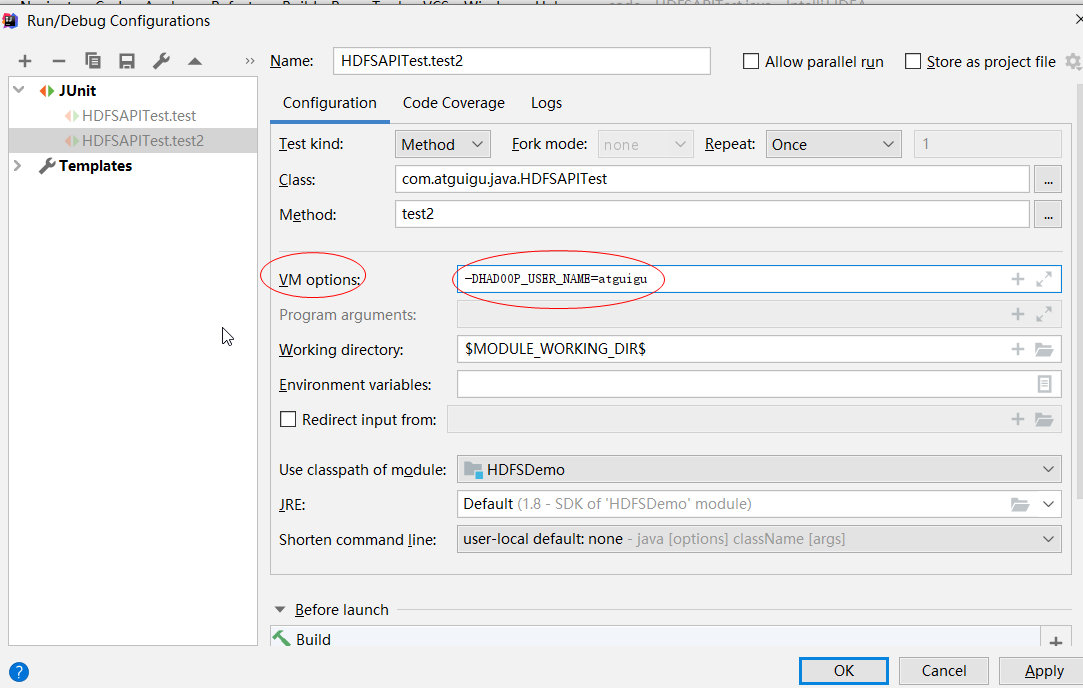 Run/Debug Configurations
Name: HDFSAPITest.test2 Allow parallel run Store as project file
JUnit
HDFSAPITest.test
HDFSAPITest.test2
Templates
Configuration Code Coverage Logs
Test kind: Method Fork mode: none Repeat: Once 1
Class: com.atguigu.java.HDFSAPITest ...
Method: test2 ...
VM options: -DHADOOP_USER_NAME=atguigu
Program arguments:
Working directory: $MODULE_WORKING_DIR$
Environment variables:
Redirect input from:
Use classpath of module: HDFSDemo
JRE: Default (1.8 - SDK of 'HDFSDemo' module)
Shorten command line: user-local default: none - java [options] className [args]
Before launch
Build
? OK Cancel Apply